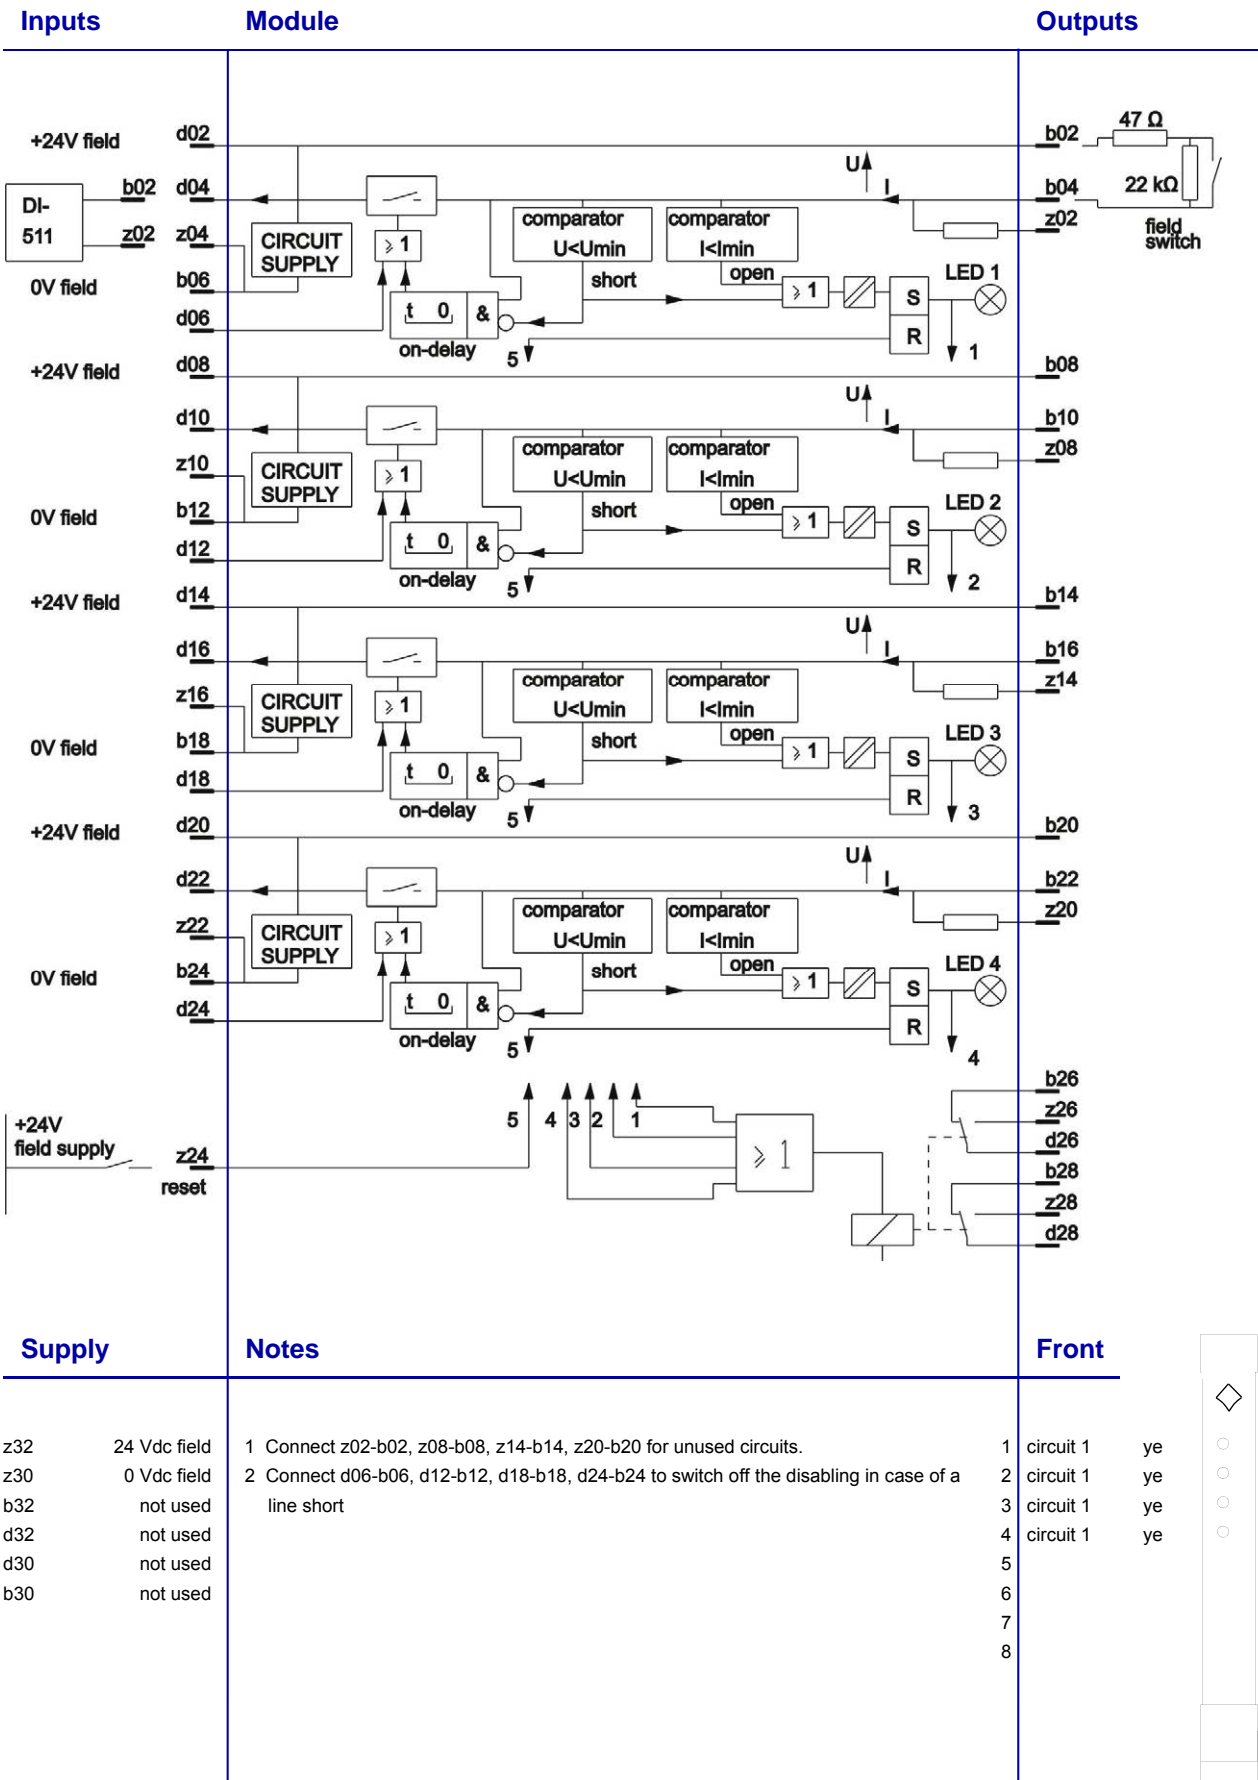 Inputs Module Outputs
+24V field d02 b02 47 Ω
U
DI-511 b02 d04 I b04 22 kΩ
z02 z04 CIRCUIT SUPPLY ≥ 1 comparator U<Umin comparator I<Imin z02 field switch
0V field b06 short open LED 1
t 0 & ≥ 1 S
d06 on-delay 5 R 1
+24V field d08 b08
U
d10 I b10
z10 CIRCUIT SUPPLY ≥ 1 comparator U<Umin comparator I<Imin z08
0V field b12 short open LED 2
t 0 & ≥ 1 S
d12 on-delay 5 R 2
+24V field d14 b14
U
d16 I b16
z16 CIRCUIT SUPPLY ≥ 1 comparator U<Umin comparator I<Imin z14
0V field b18 short open LED 3
t 0 & ≥ 1 S
d18 on-delay 5 R 3
+24V field d20 b20
U
d22 I b22
z22 CIRCUIT SUPPLY ≥ 1 comparator U<Umin comparator I<Imin z20
0V field b24 short open LED 4
t 0 & ≥ 1 S
d24 on-delay 5 R 4
b26
+24V 5 4 3 2 1 z26
field supply d26
z24 ≥ 1 b28
reset z28
d28
Supply Notes Front
z32 24 Vdc field 1 Connect z02-b02, z08-b08, z14-b14, z20-b20 for unused circuits. 1 circuit 1 ye
z30 0 Vdc field 2 Connect d06-b06, d12-b12, d18-b18, d24-b24 to switch off the disabling in case of a 2 circuit 1 ye
b32 not used line short 3 circuit 1 ye
d32 not used 4 circuit 1 ye
d30 not used 5
b30 not used 6
7
8